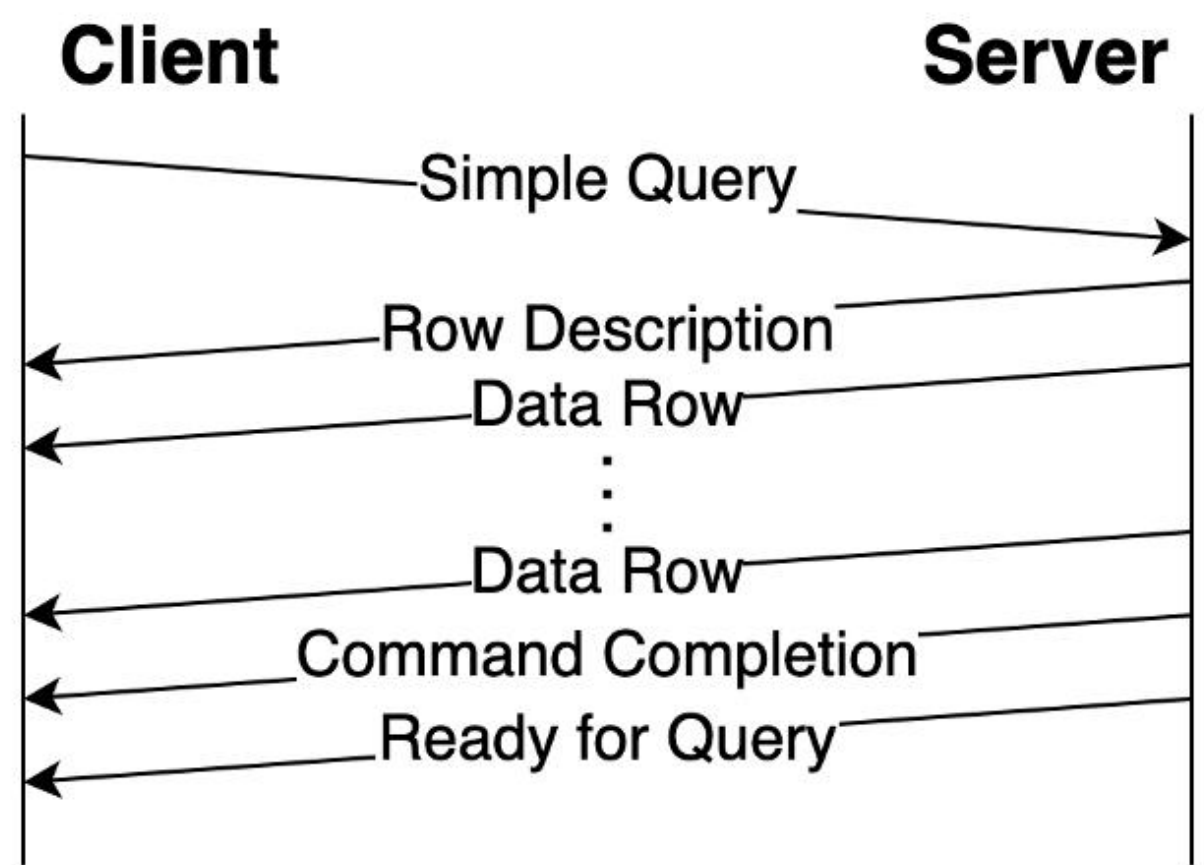 Client
Server
Simple Query
Row Description
Data Row
Data Row
Command Completion
Ready for Query